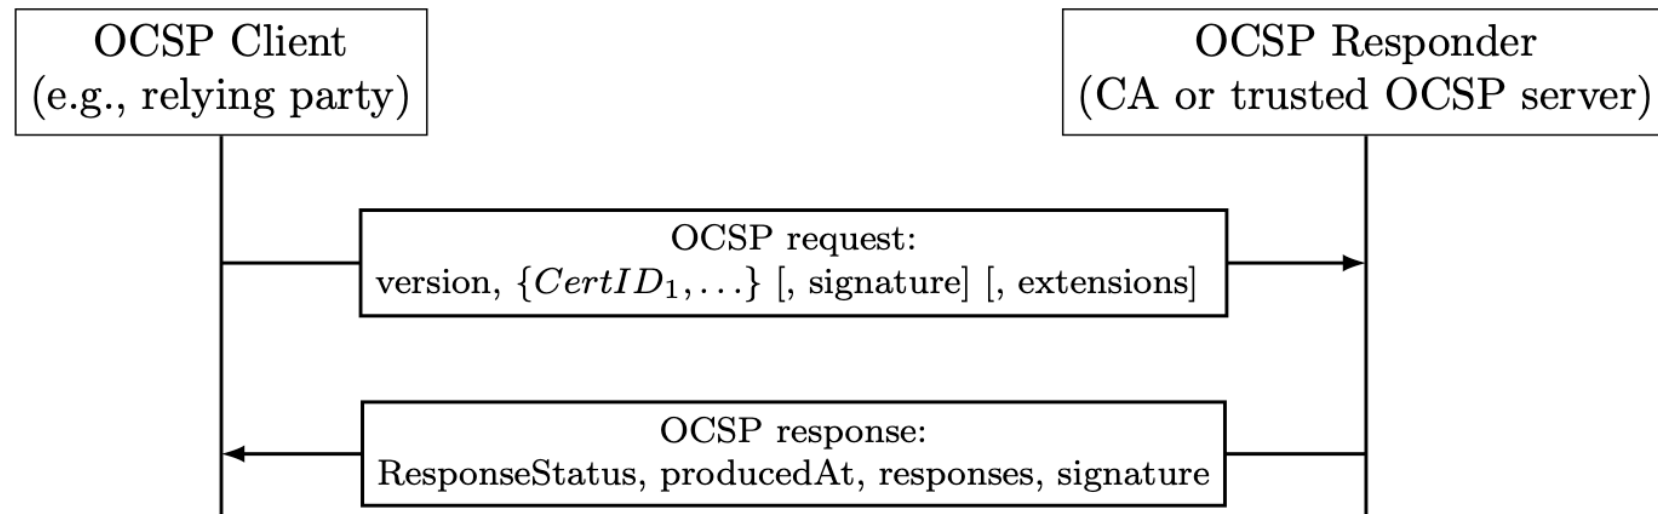 OCSP Client
(e.g., relying party)
OCSP Responder
(CA or trusted OCSP server)
OCSP request:
version, {CertID₁,...} [, signature] [, extensions]
OCSP response:
ResponseStatus, producedAt, responses, signature